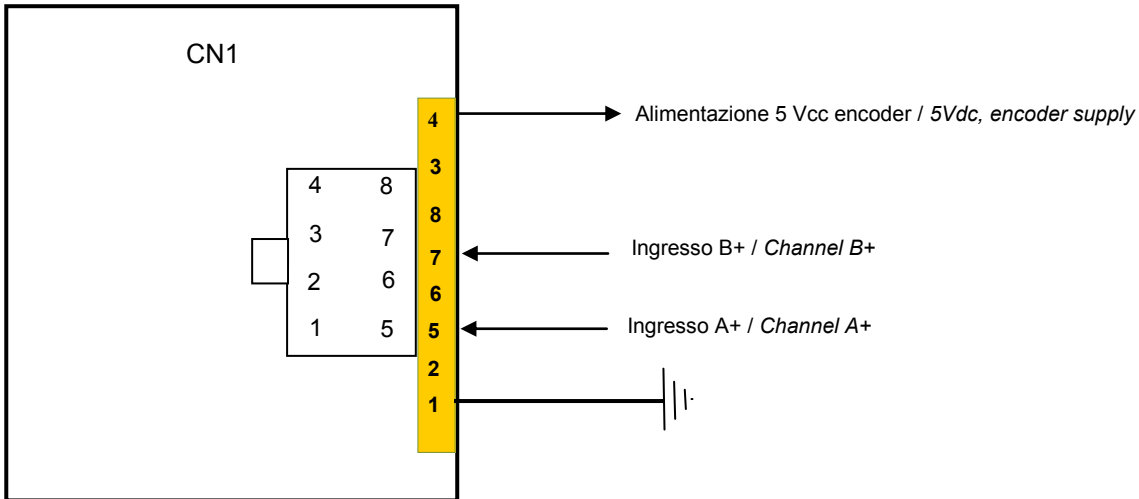 CN1
4 Alimentazione 5 Vcc encoder / 5Vdc, encoder supply
3
4 8
8
3 7
7 Ingresso B+ / Channel B+
2 6
6
1 5
5 Ingresso A+ / Channel A+
2
1